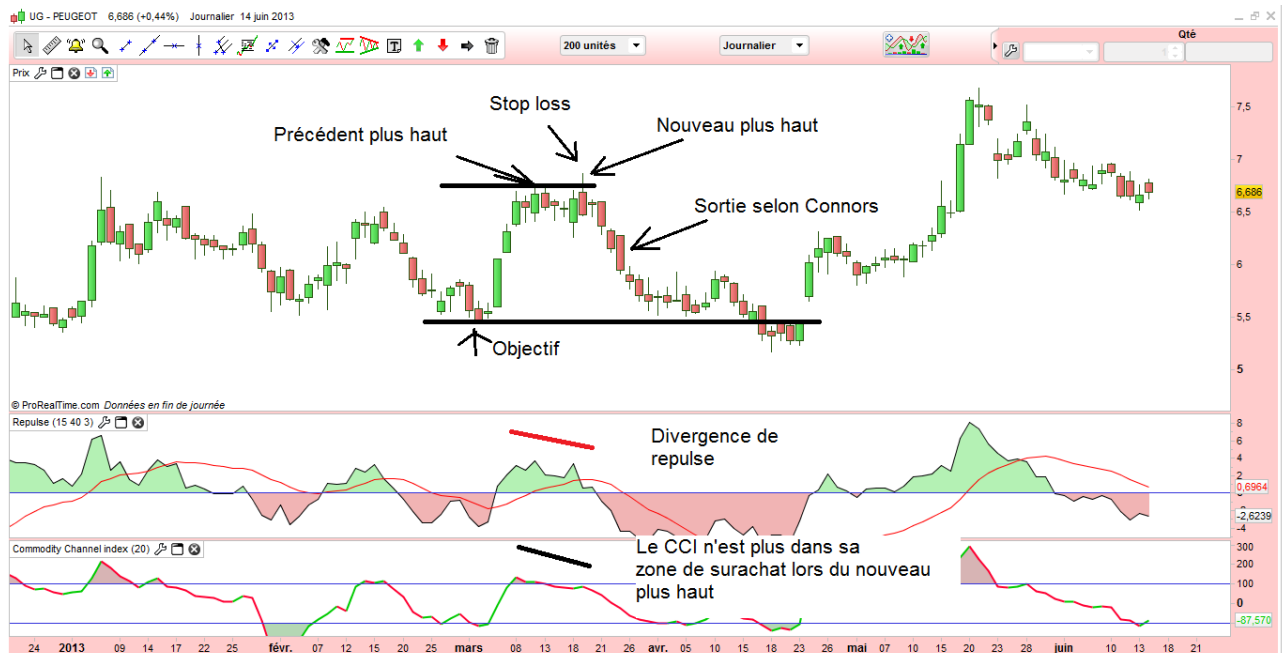 UG - PEUGEOT 6,686 (+0,44%) Journalier 14 juin 2013
200 unités
Journalier
Qté
Prix
Stop loss
Précédent plus haut
Nouveau plus haut
Sortie selon Connors
Objectif
7,5
7
6,686
6,5
6
5,5
5
© ProRealTime.com Données en fin de journée
Repulse (15 40 3)
Divergence de
repulse
8
6
4
2
0,6964
-2,6239
-4
Commodity Channel index (20)
Le CCI n'est plus dans sa
zone de surachat lors du nouveau
plus haut
300
200
100
0
-87,570
24 2013 09 14 17 22 25 févr. 07 12 15 20 25 mars 08 13 18 21 26 avr. 05 10 15 18 23 26 mai 07 10 15 20 23 28 juin 10 13 18 21